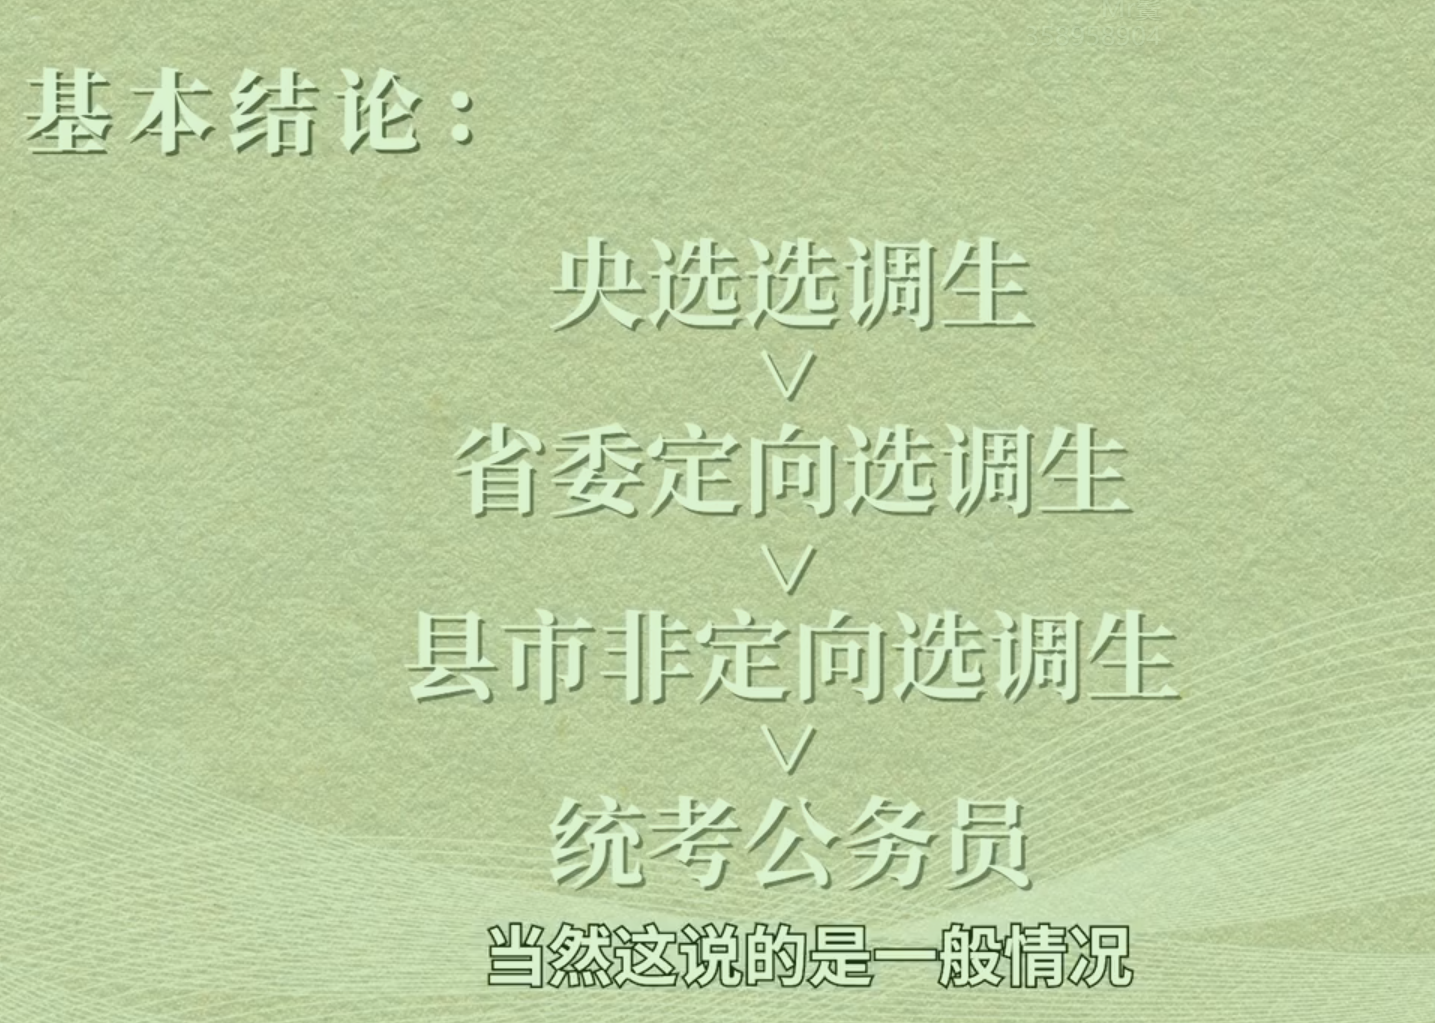 基本结论：
央选选调生
∨
省委定向选调生
∨
县市非定向选调生
∨
统考公务员
当然这说的是一般情况